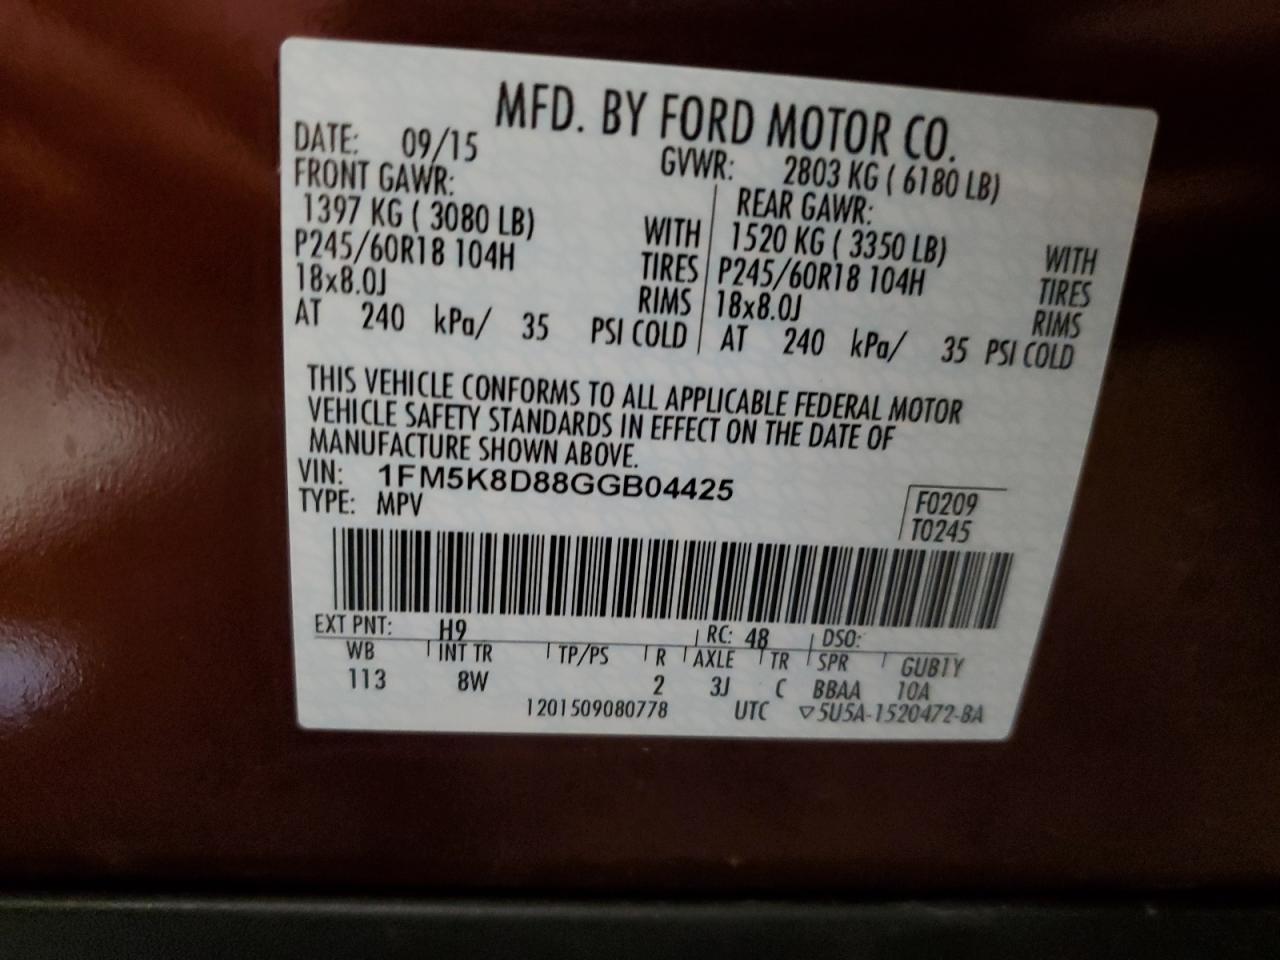 MFD. BY FORD MOTOR CO.
DATE: 09/15 GVWR: 2803 KG ( 6180 LB)
FRONT GAWR: REAR GAWR:
1397 KG ( 3080 LB) WITH 1520 KG ( 3350 LB) WITH
P245/60R18 104H TIRES P245/60R18 104H TIRES
18x8.0J RIMS 18x8.0J RIMS
AT 240 kPa/ 35 PSI COLD AT 240 kPa/ 35 PSI COLD
THIS VEHICLE CONFORMS TO ALL APPLICABLE FEDERAL MOTOR
VEHICLE SAFETY STANDARDS IN EFFECT ON THE DATE OF
MANUFACTURE SHOWN ABOVE.
VIN: 1FM5K8D88GGB04425
TYPE: MPV
F0209
T0245
EXT PNT: H9 RC: 48 DSO:
WB INT TR TP/PS R AXLE TR SPR GUB1Y
113 8W 2 3J C BBAA 10A
1201509080778 UTC ▽5U5A-1520472-BA